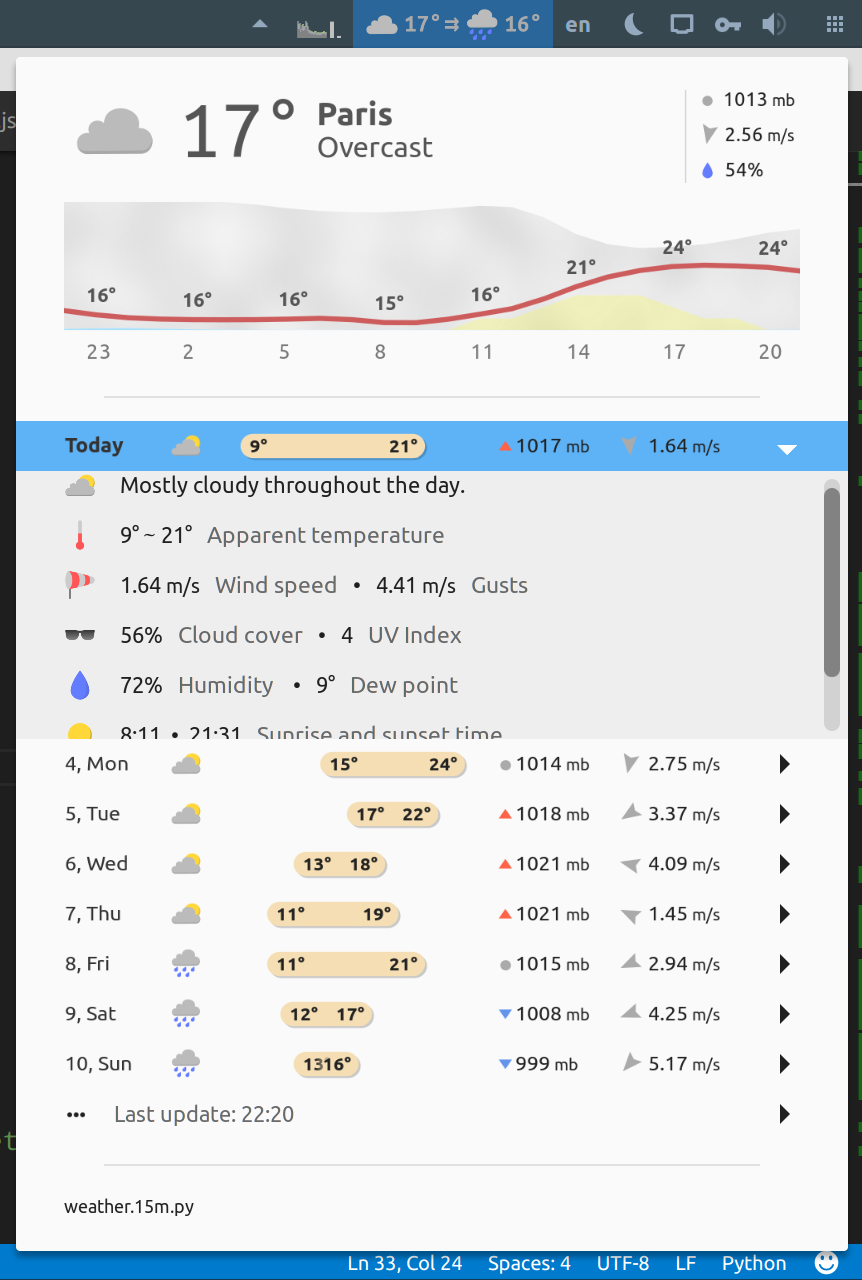 17° ⇉ 16° en
js
17° Paris
Overcast
1013 mb
2.56 m/s
54%
16° 16° 16° 15° 16° 21° 24° 24°
23 2 5 8 11 14 17 20
Today 9° 21° 1017 mb 1.64 m/s
Mostly cloudy throughout the day.
9° ~ 21° Apparent temperature
1.64 m/s Wind speed • 4.41 m/s Gusts
56% Cloud cover • 4 UV Index
72% Humidity • 9° Dew point
8:11 • 21:31 Sunrise and sunset time
4, Mon 15° 24° 1014 mb 2.75 m/s
5, Tue 17° 22° 1018 mb 3.37 m/s
6, Wed 13° 18° 1021 mb 4.09 m/s
7, Thu 11° 19° 1021 mb 1.45 m/s
8, Fri 11° 21° 1015 mb 2.94 m/s
9, Sat 12° 17° 1008 mb 4.25 m/s
10, Sun 13 16° 999 mb 5.17 m/s
••• Last update: 22:20
et
weather.15m.py
Ln 33, Col 24 Spaces: 4 UTF-8 LF Python